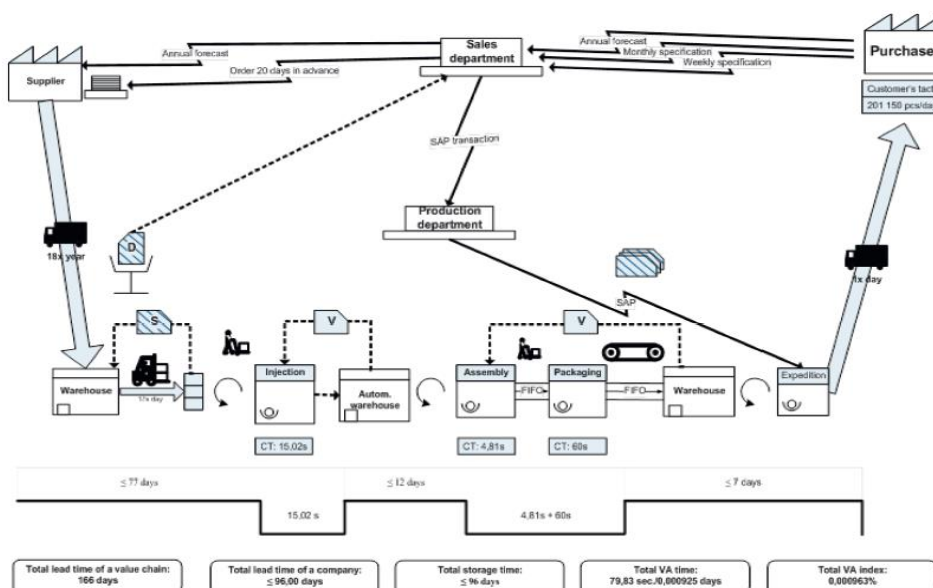 Annual forecast
Order 20 days in advance
Sales
department
Annual forecast
Monthly specification
Weekly specification
Supplier
Purchase
Customer's tact
201 150 pcs/day
SAP transaction
Production
department
18x year
D
1x day
SAP
S
V
V
Warehouse
17x day
Injection
Autom.
warehouse
Assembly
FIFO
Packaging
FIFO
Warehouse
Expedition
CT: 15,02s
CT: 4,81s
CT: 60s
≤ 77 days
≤ 12 days
≤ 7 days
15,02 s
4,81s + 60s
Total lead time of a value chain:
166 days
Total lead time of a company:
≤ 96,00 days
Total storage time:
≤ 96 days
Total VA time:
79,83 sec./0,000925 days
Total VA index:
0,000963%